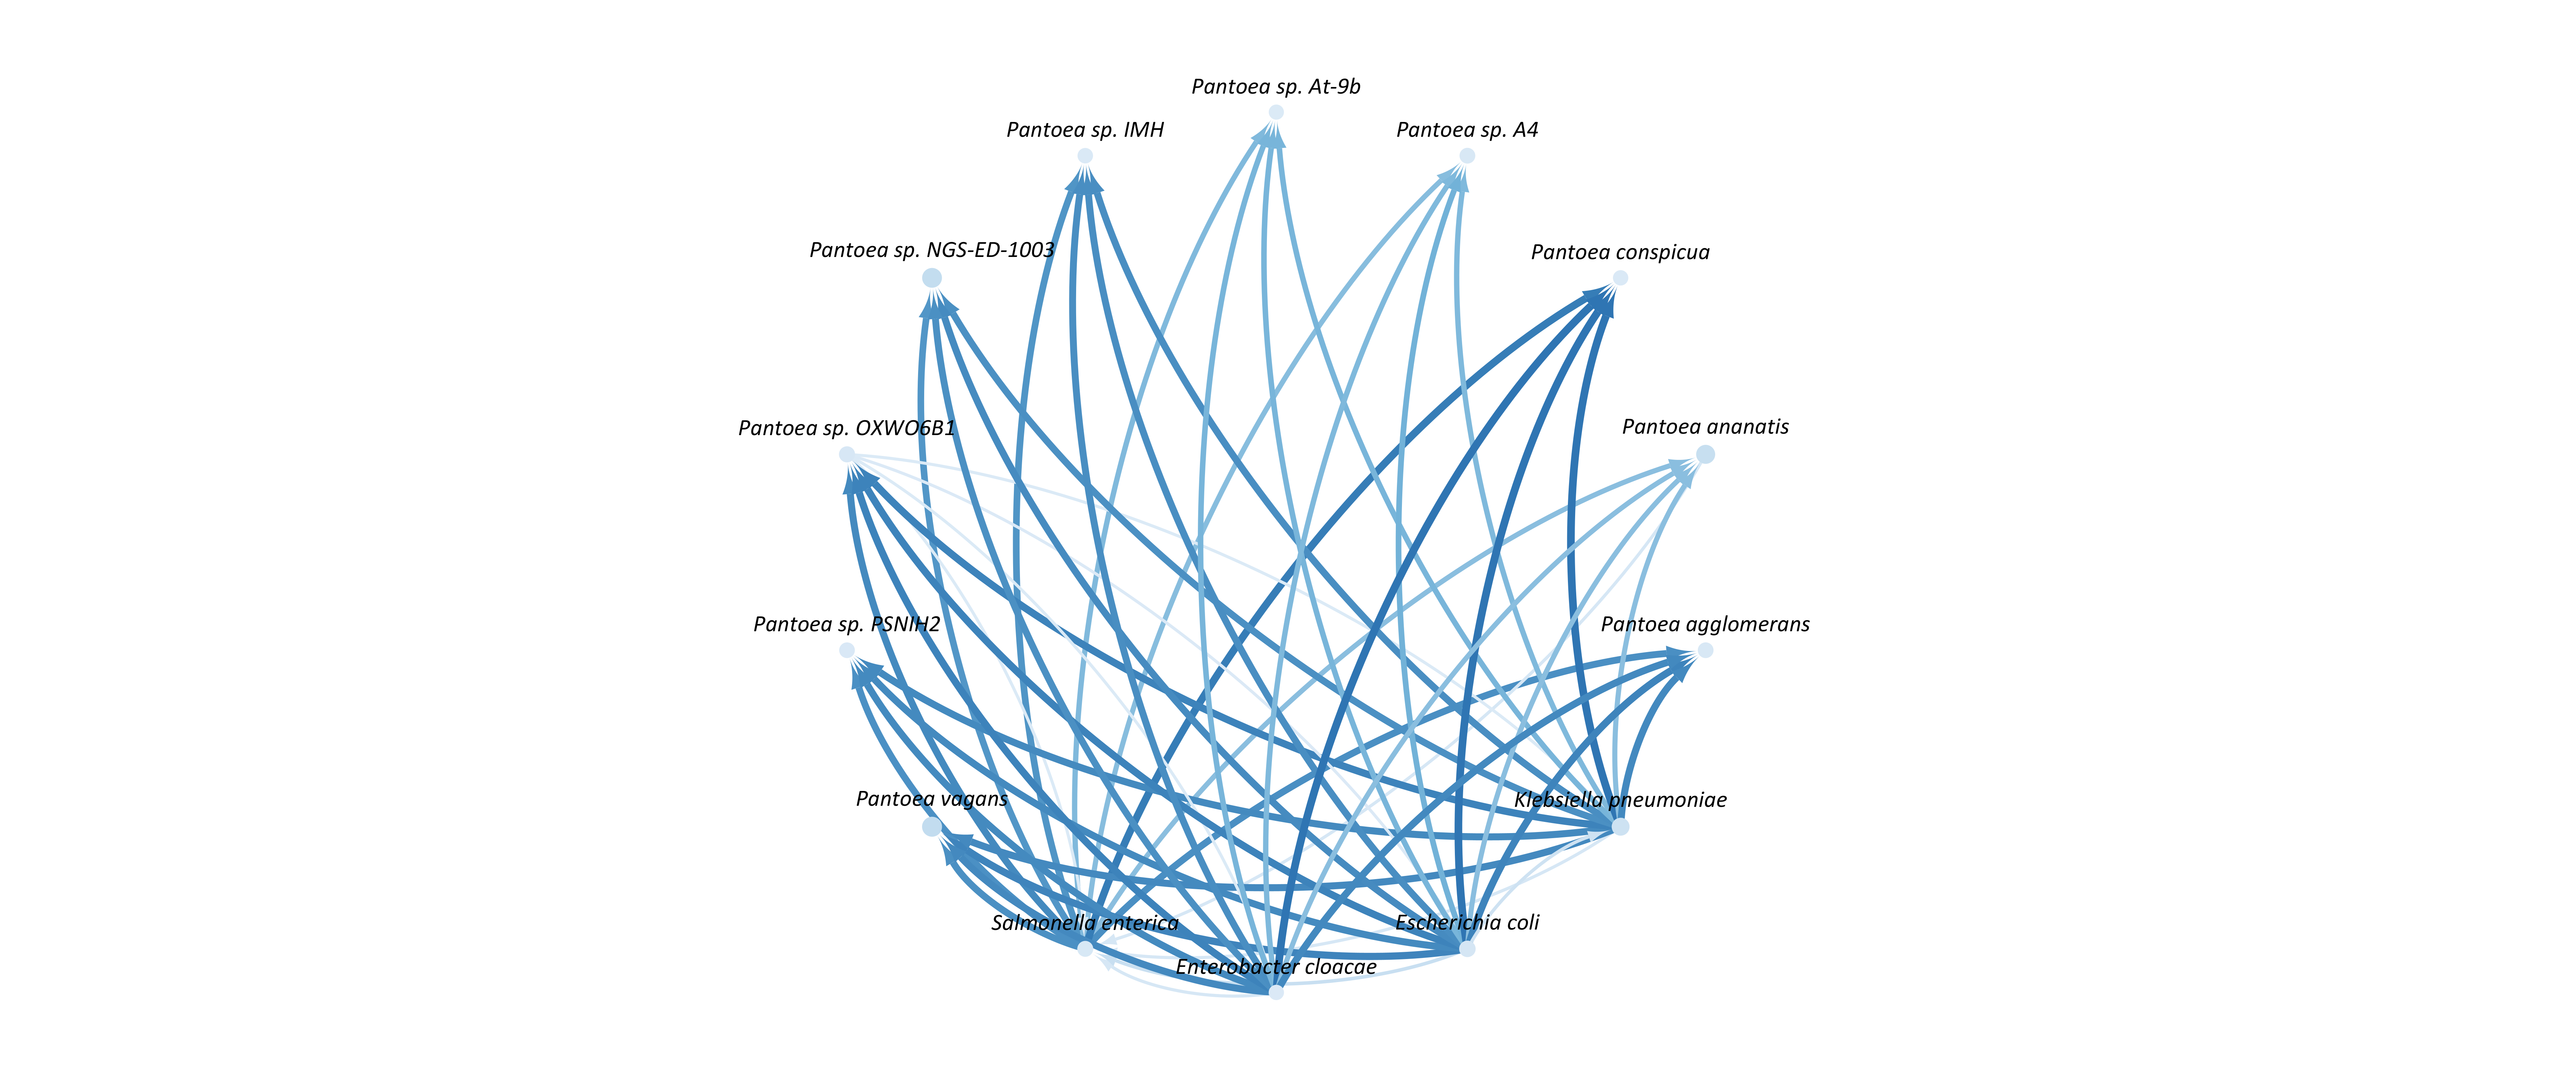 Pantoea sp. At-9b
Pantoea sp. IMH
Pantoea sp. A4
Pantoea sp. NGS-ED-1003
Pantoea conspicua
Pantoea sp. OXWO6B1
Pantoea ananatis
Pantoea sp. PSNIH2
Pantoea agglomerans
Pantoea vagans
Klebsiella pneumoniae
Salmonella enterica
Escherichia coli
Enterobacter cloacae